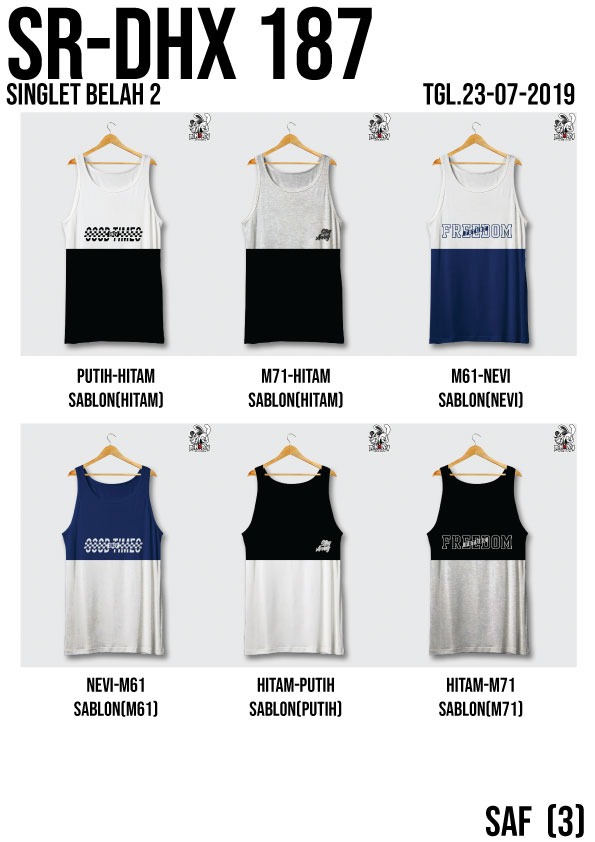 SR-DHX 187
SINGLET BELAH 2
TGL.23-07-2019
GOOD TIMES
FREEDOM
PUTIH-HITAM
M71-HITAM
M61-NEVI
SABLON(HITAM)
SABLON(HITAM)
SABLON(NEVI)
GOOD TIMES
FREEDOM
NEVI-M61
HITAM-PUTIH
HITAM-M71
SABLON(M61)
SABLON(PUTIH)
SABLON(M71)
SAF (3)